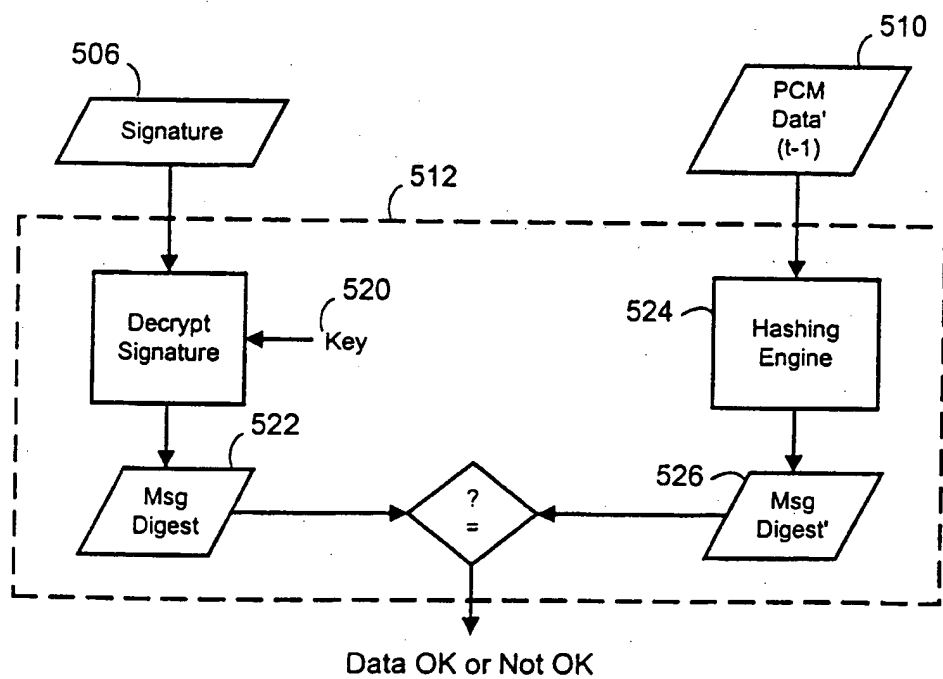 506
510
Signature
PCM
Data'
(t-1)
512
Decrypt
Signature
520
Key
524
Hashing
Engine
522
Msg
Digest
?
=
526
Msg
Digest'
Data OK or Not OK